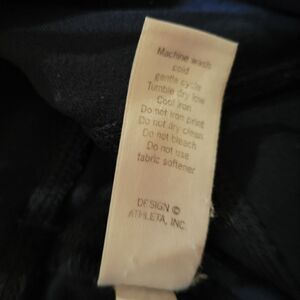 Machine wash
cold
gentle cycle
Tumble dry low
Cool iron
Do not iron print
Do not dry clean
Do not bleach
Do not use
fabric softener
DESIGN ©
ATHLETA, INC.